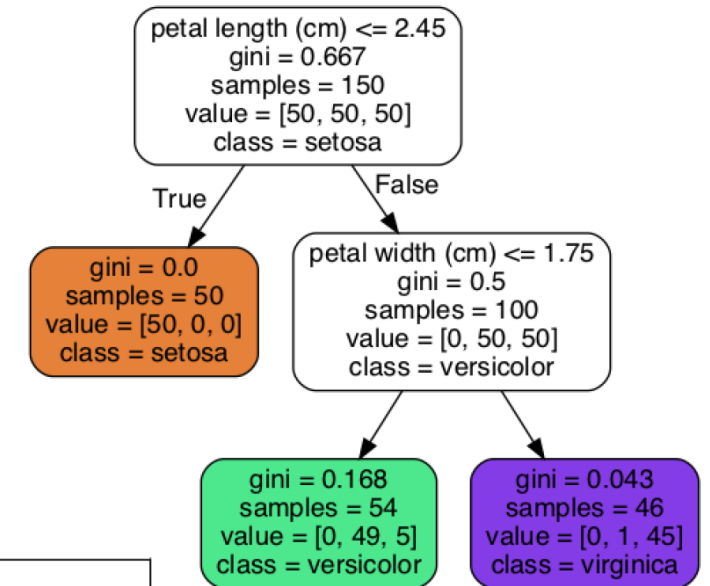 petal length (cm) <= 2.45
gini = 0.667
samples = 150
value = [50, 50, 50]
class = setosa
True
False
gini = 0.0
samples = 50
value = [50, 0, 0]
class = setosa
petal width (cm) <= 1.75
gini = 0.5
samples = 100
value = [0, 50, 50]
class = versicolor
gini = 0.168
samples = 54
value = [0, 49, 5]
class = versicolor
gini = 0.043
samples = 46
value = [0, 1, 45]
class = virginica